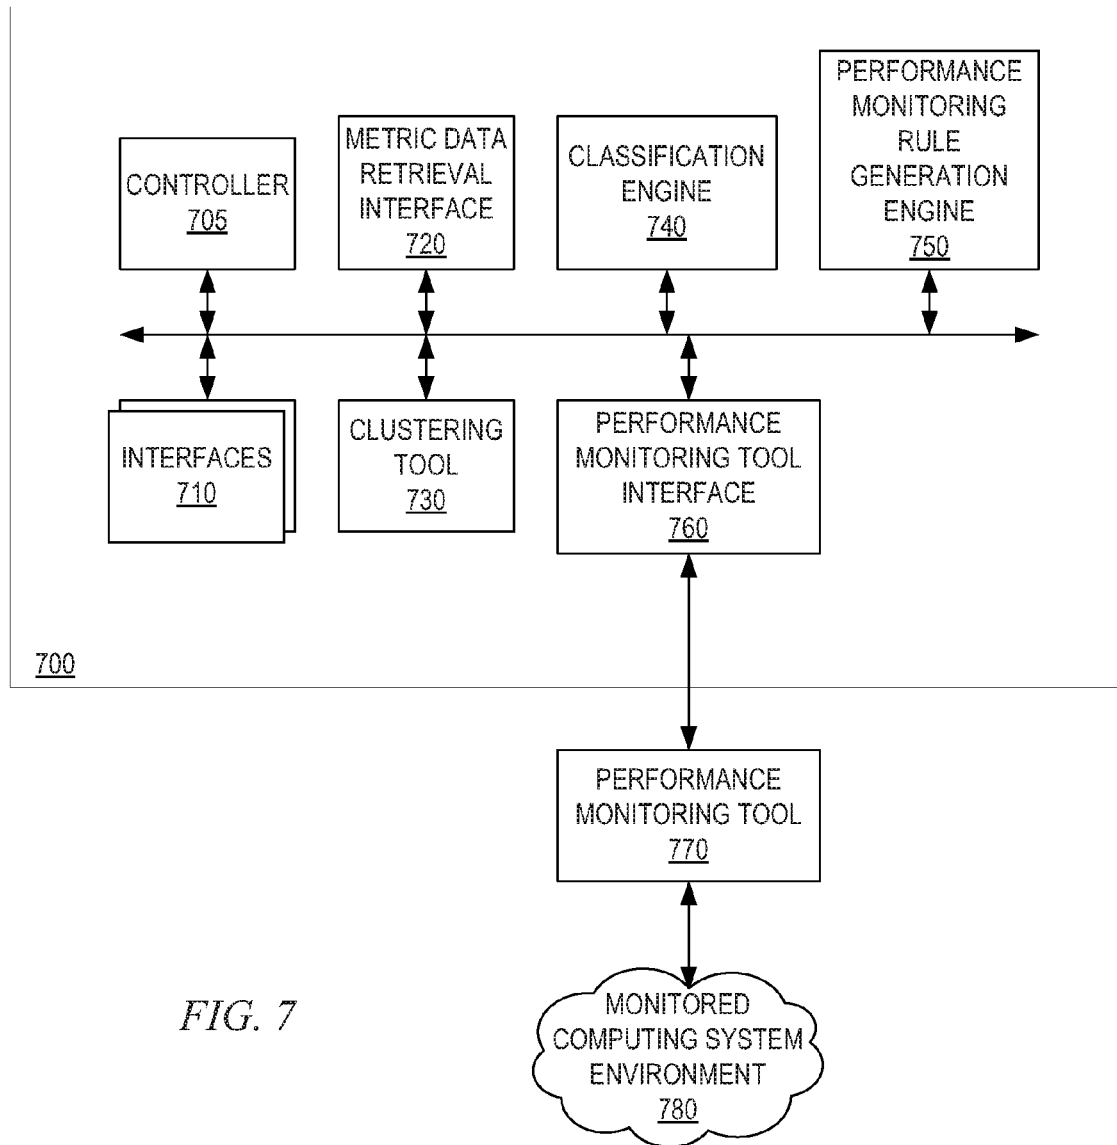 CONTROLLER
705
METRIC DATA
RETRIEVAL
INTERFACE
720
CLASSIFICATION
ENGINE
740
PERFORMANCE
MONITORING
RULE
GENERATION
ENGINE
750
INTERFACES
710
CLUSTERING
TOOL
730
PERFORMANCE
MONITORING TOOL
INTERFACE
760
700
PERFORMANCE
MONITORING TOOL
770
MONITORED
COMPUTING SYSTEM
ENVIRONMENT
780
FIG. 7